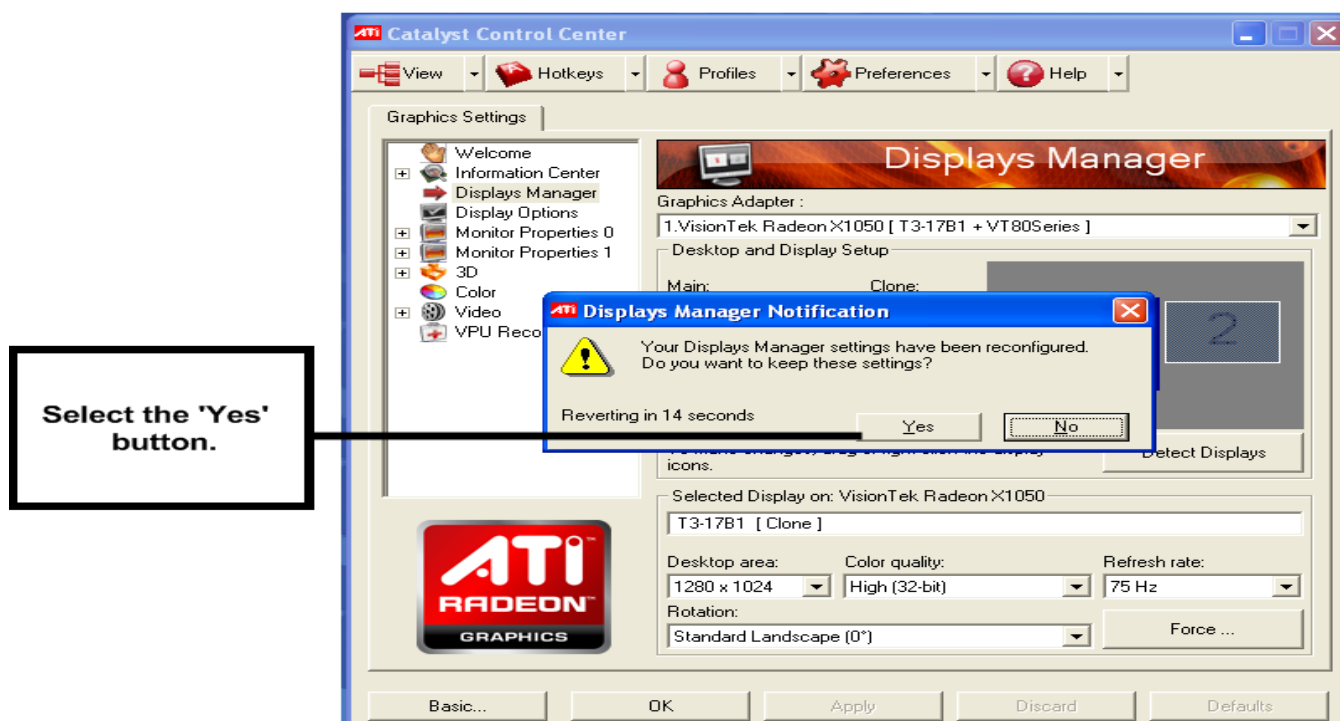 ATI Catalyst Control Center
View
Hotkeys
Profiles
Preferences
Help
Graphics Settings
Welcome
Information Center
Displays Manager
Display Options
Monitor Properties 0
Monitor Properties 1
3D
Color
Video
VPU Reco
Displays Manager
Graphics Adapter :
1.VisionTek Radeon X1050 [ T3-17B1 + VT80Series ]
Desktop and Display Setup
Main:
Clone:
2
ATI Displays Manager Notification
Your Displays Manager settings have been reconfigured.
Do you want to keep these settings?
Reverting in 14 seconds
Yes
No
Select the 'Yes'
button.
icons.
Detect Displays
Selected Display on: VisionTek Radeon X1050
T3-17B1 [ Clone ]
Desktop area:
Color quality:
Refresh rate:
1280 x 1024
High (32-bit)
75 Hz
Rotation:
Standard Landscape (0°)
Force ...
ATI™
RADEON™
GRAPHICS
Basic...
OK
Apply
Discard
Defaults